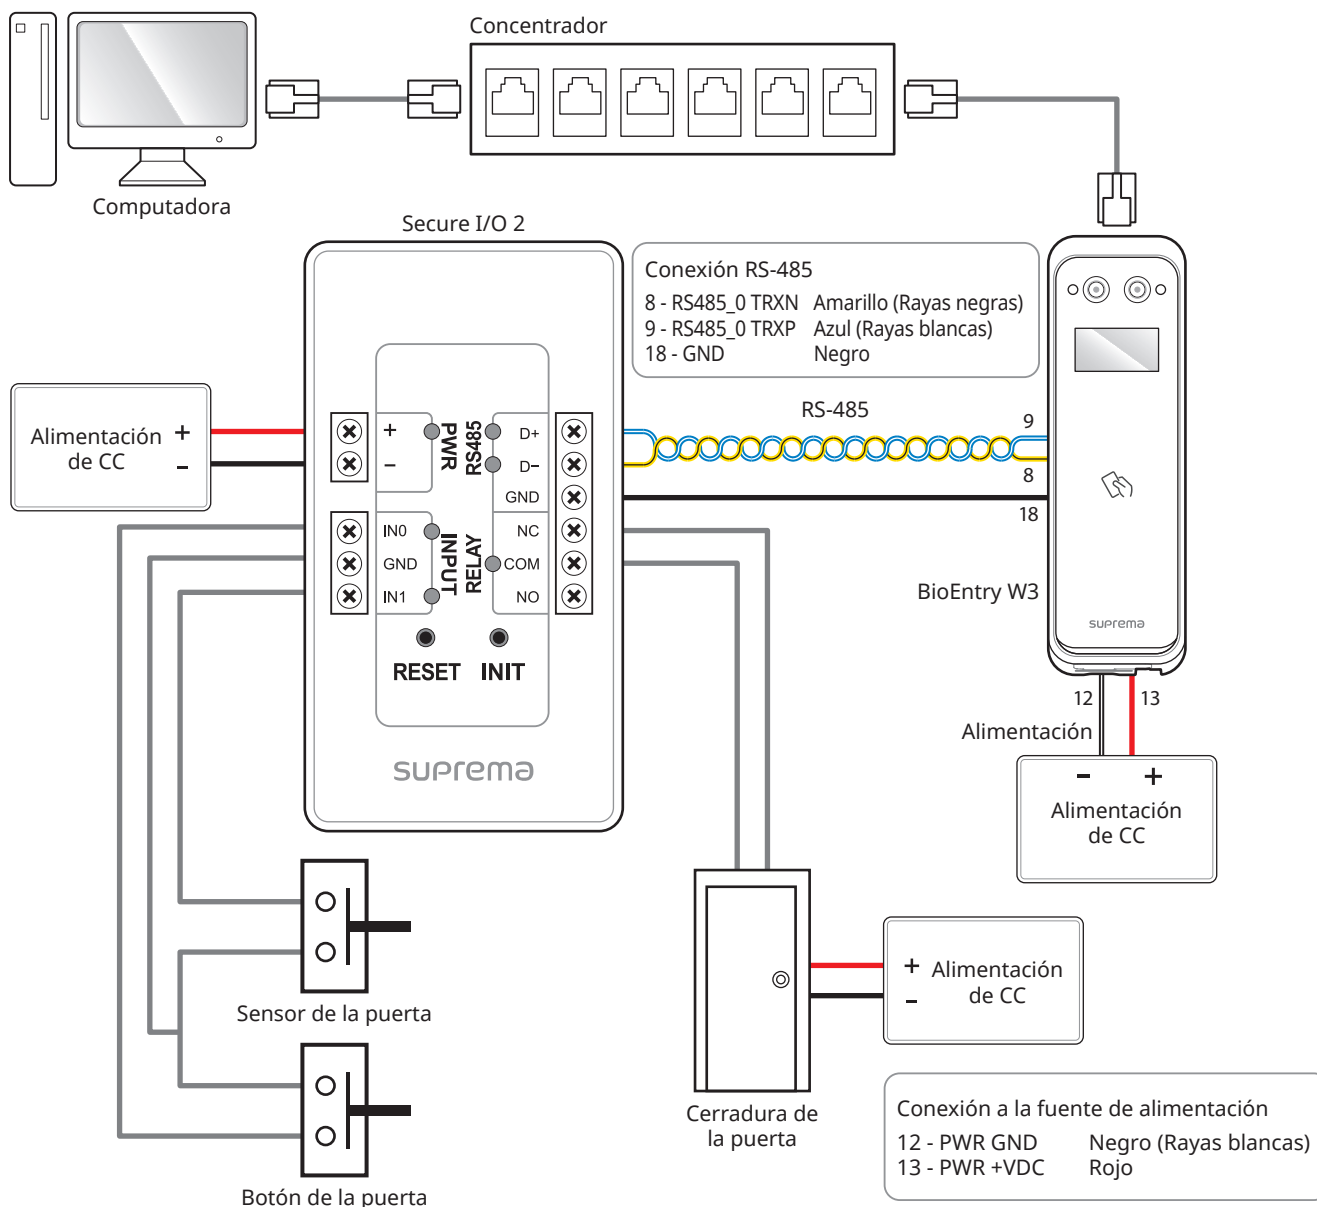 Concentrador
Computadora
Secure I/O 2
Conexión RS-485
8 - RS485_0 TRXN Amarillo (Rayas negras)
9 - RS485_0 TRXP Azul (Rayas blancas)
18 - GND Negro
Alimentación
de CC
+
-
+
-
PWR
RS485
D+
D-
GND
RS-485
9
8
18
IN0
GND
IN1
INPUT
RELAY
NC
COM
NO
RESET INIT
suprema
BioEntry W3
suprema
12
13
Alimentación
- +
Alimentación
de CC
Sensor de la puerta
Botón de la puerta
Cerradura de
la puerta
+
-
Alimentación
de CC
Conexión a la fuente de alimentación
12 - PWR GND Negro (Rayas blancas)
13 - PWR +VDC Rojo